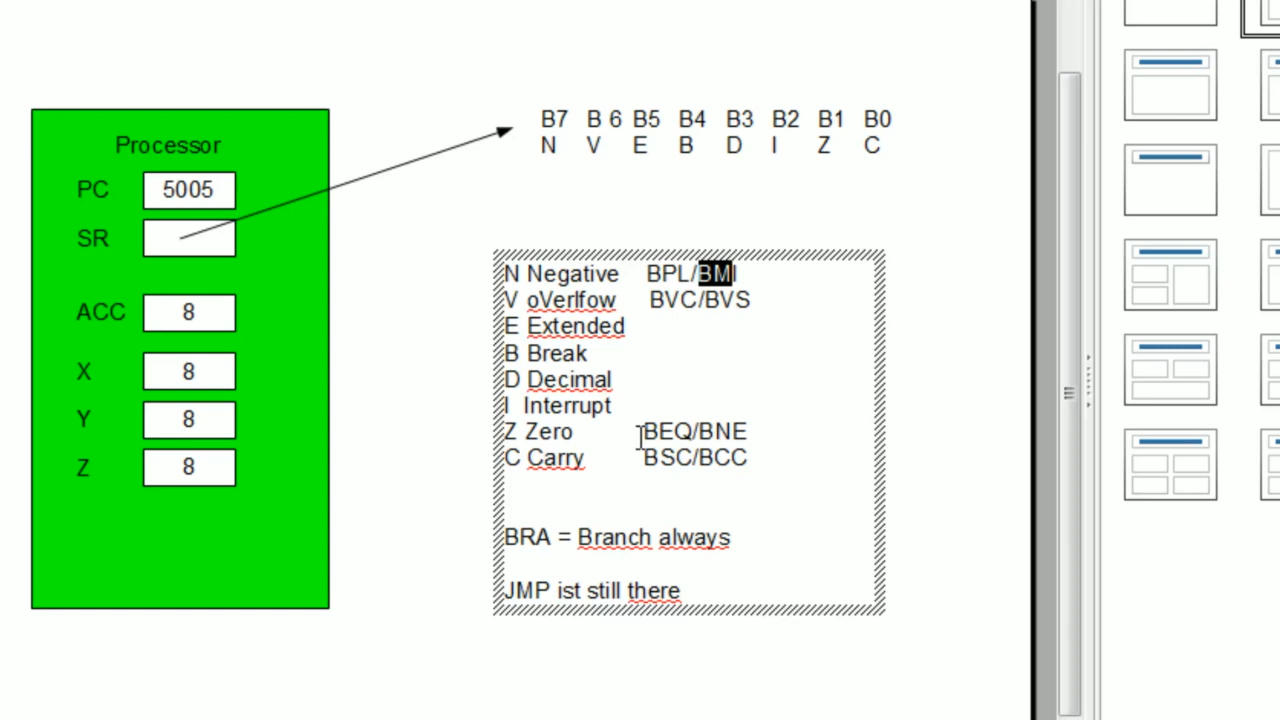 Processor
PC 5005
SR
ACC 8
X 8
Y 8
Z 8
B7 B 6 B5 B4 B3 B2 B1 B0
N V E B D I Z C
N Negative BPL/BMI
V oVerlfow BVC/BVS
E Extended
B Break
D Decimal
I Interrupt
Z Zero BEQ/BNE
C Carry BSC/BCC
BRA = Branch always
JMP ist still there